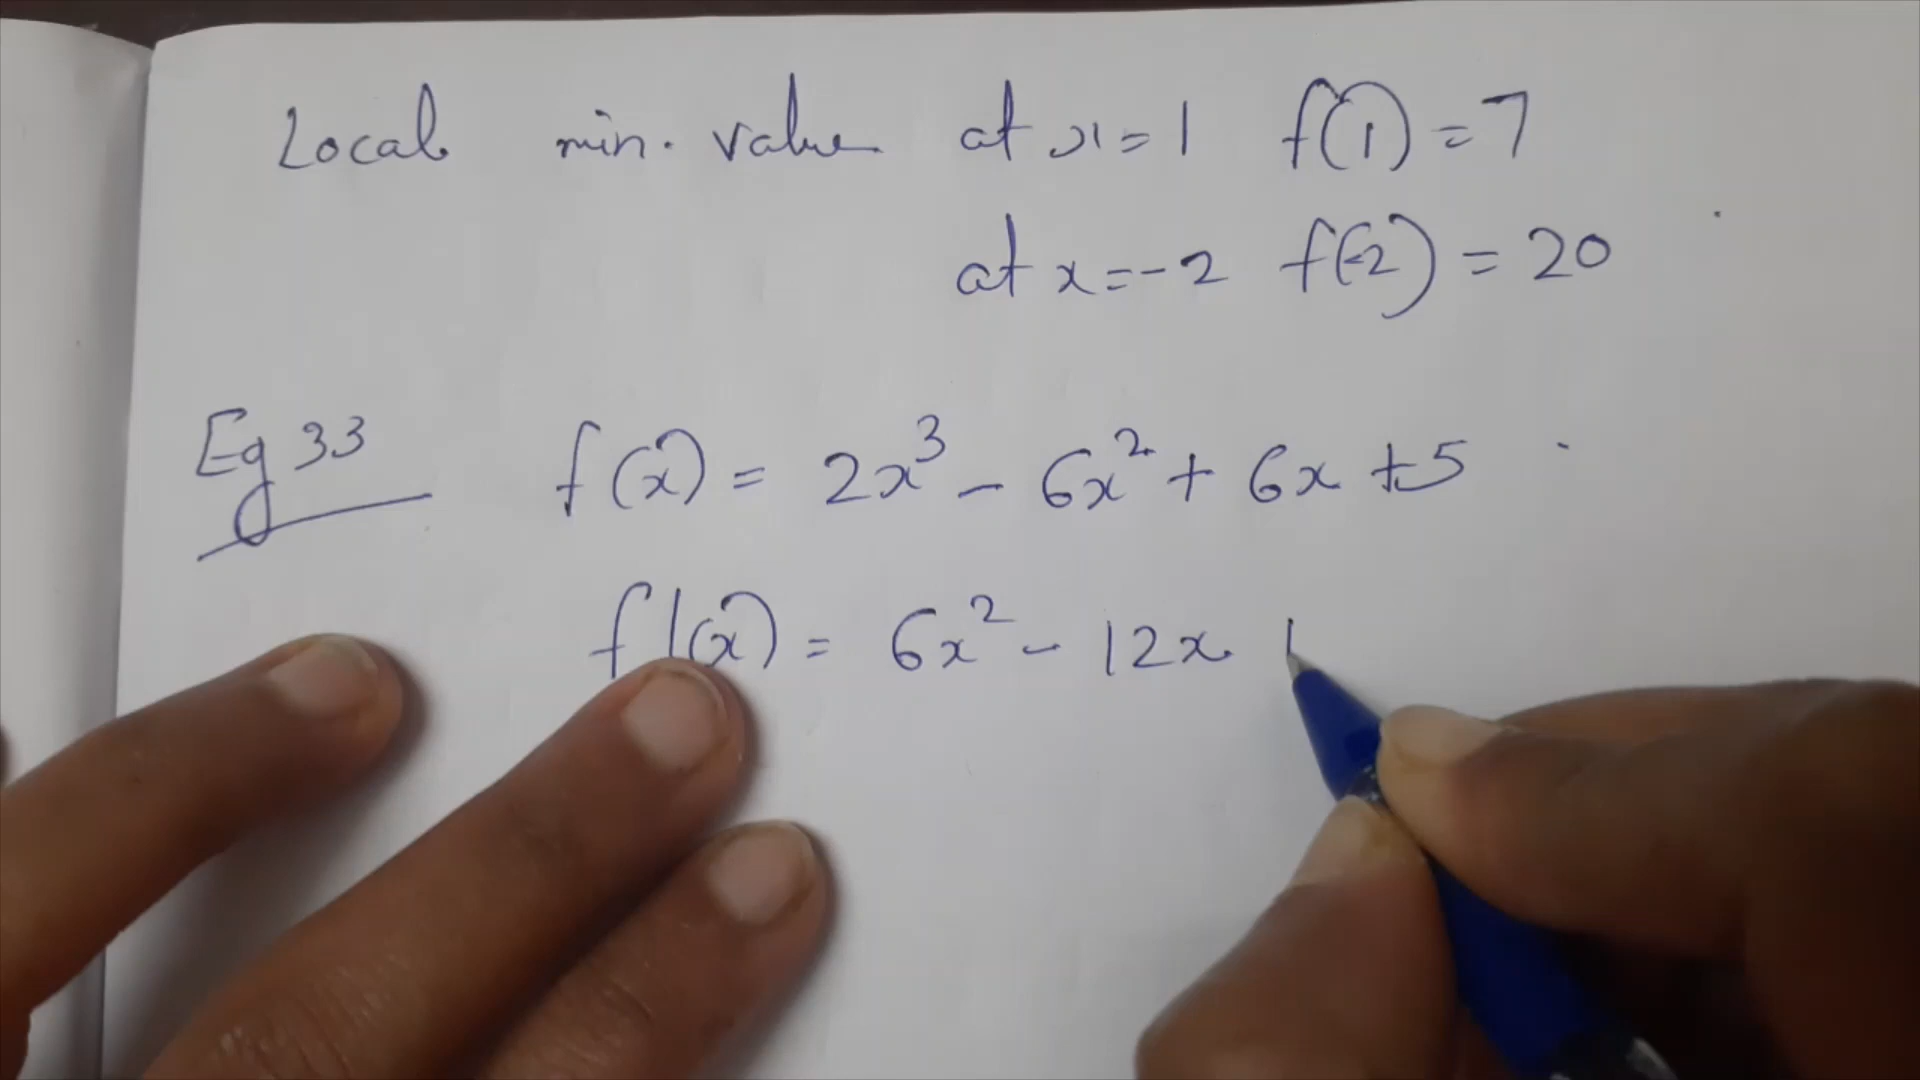 Local min. value at x=1 f(1) = 7
at x=-2 f(-2) = 20
Eg 33 f(x) = 2x³ - 6x² + 6x +5
f'(x) = 6x² - 12x